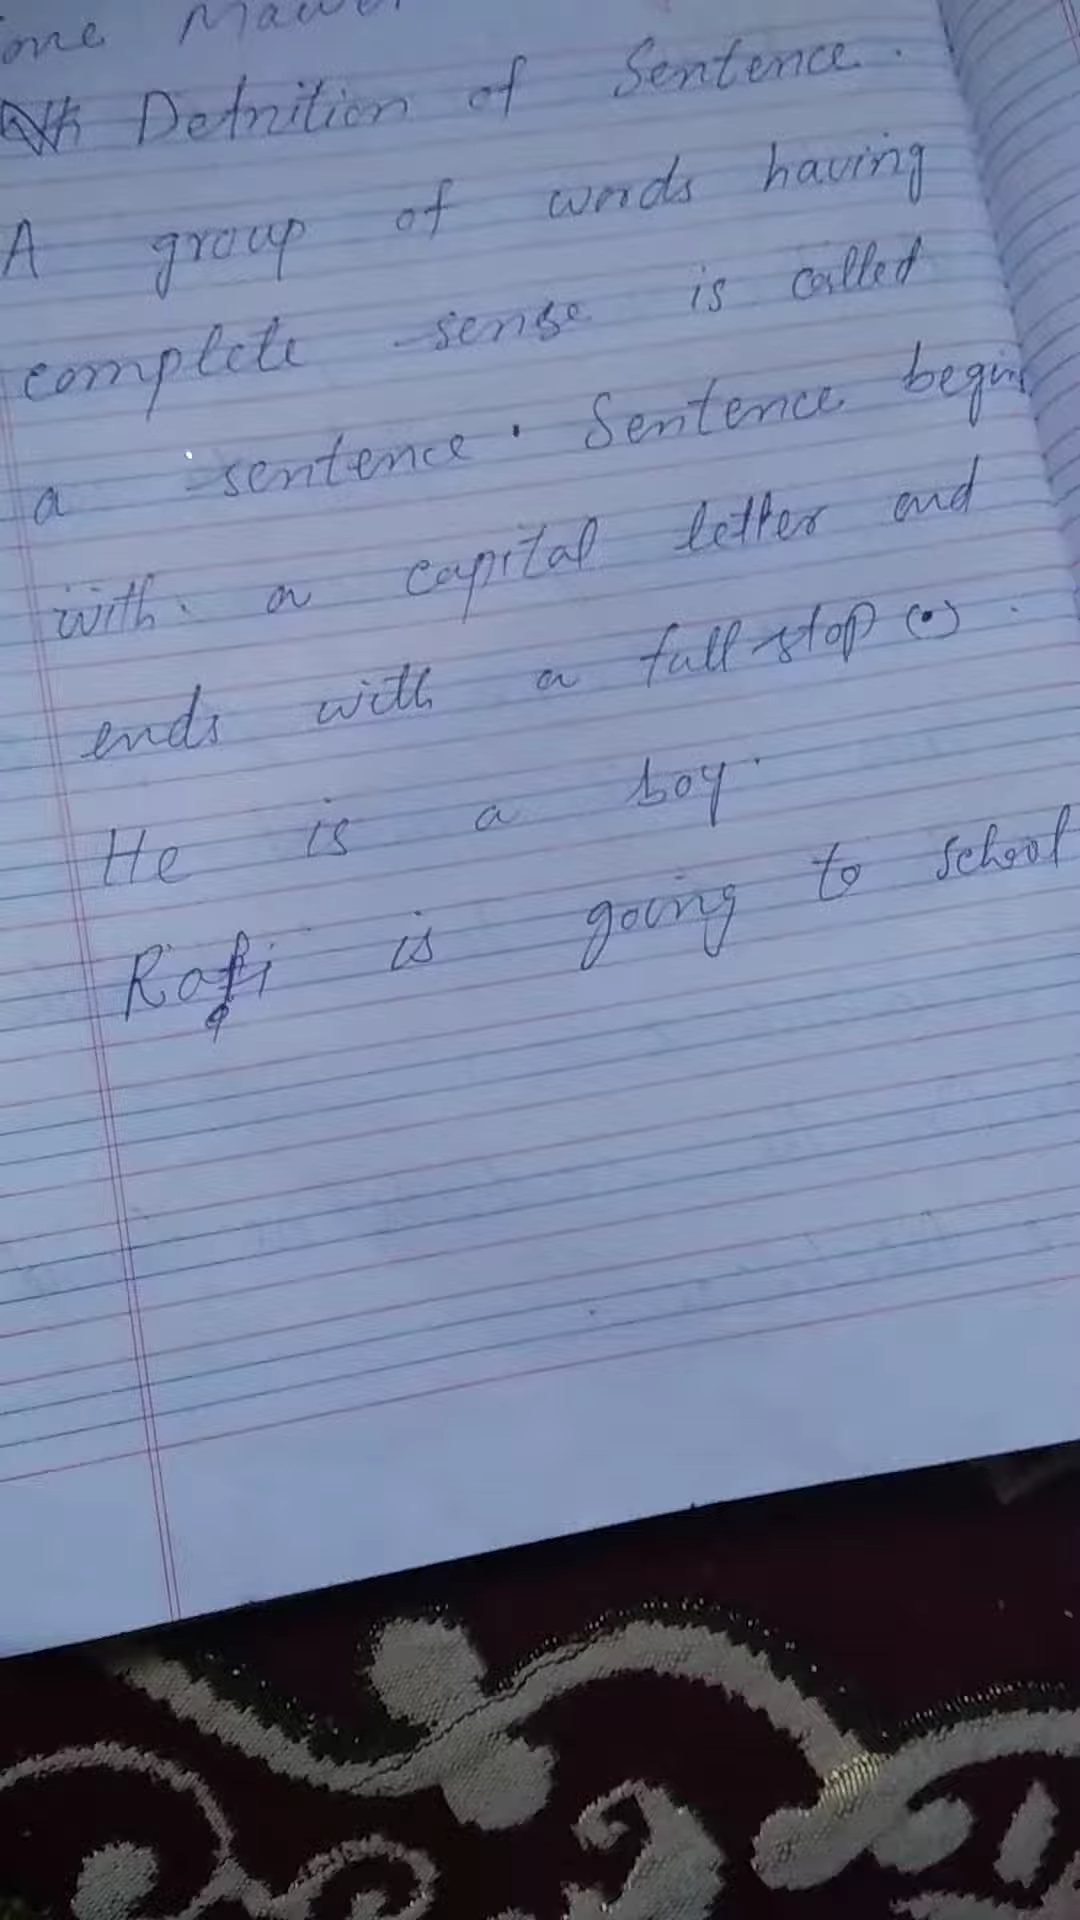 Detnition of Sentence.
A group of words having
complete sense is called
a sentence. Sentence begins
with a capital letter and
ends with a full stop (.).
He is a boy.
Rafi is going to school